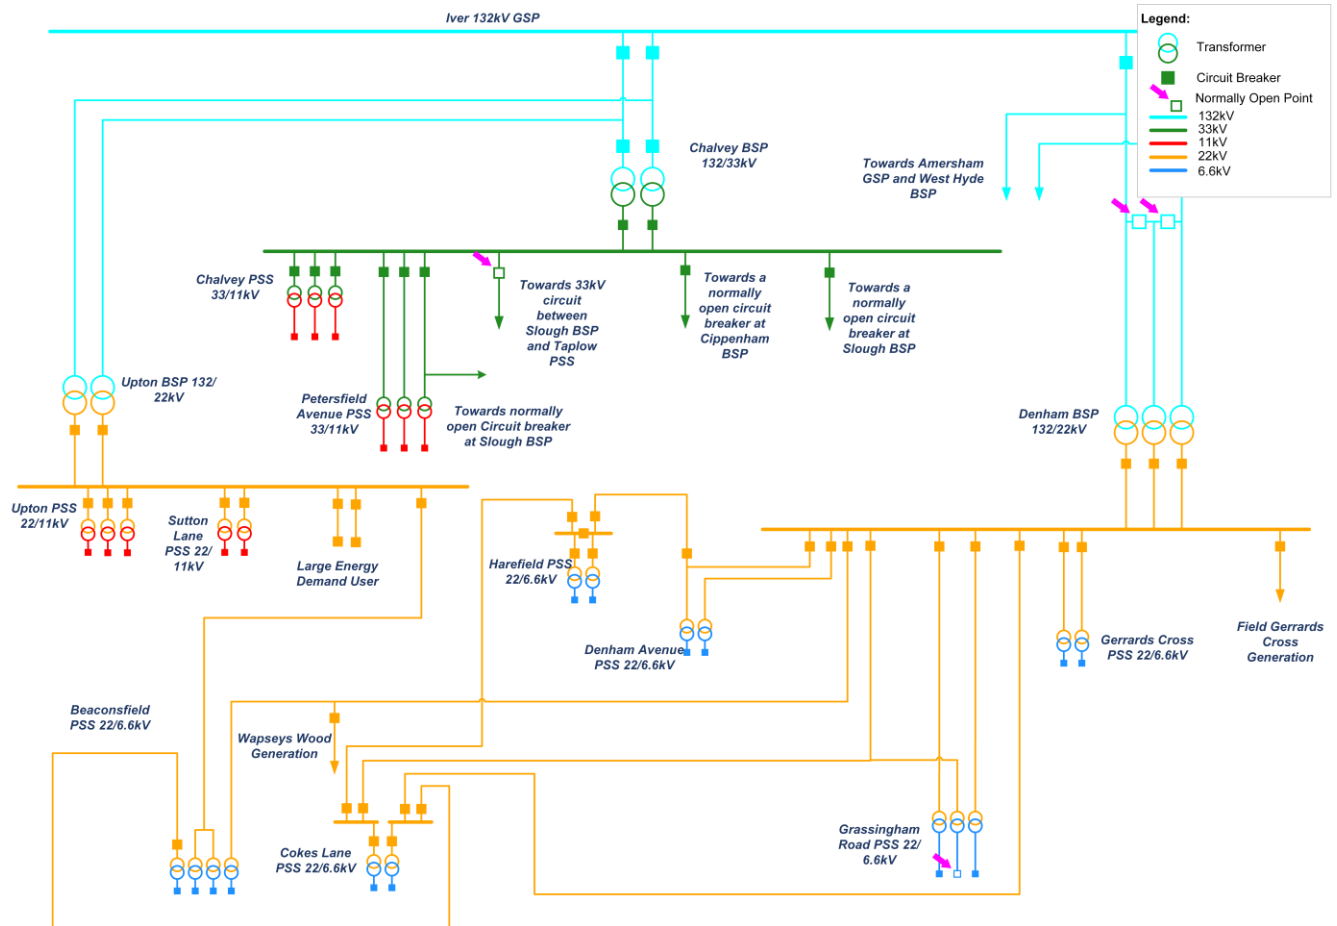 Iver 132kV GSP
Legend:
Transformer
Circuit Breaker
Normally Open Point
132kV
33kV
11kV
22kV
6.6kV
Chalvey BSP
132/33kV
Towards Amersham
GSP and West Hyde
BSP
Chalvey PSS
33/11kV
Towards 33kV
circuit
between
Slough BSP
and Taplow
PSS
Towards a
normally
open circuit
breaker at
Cippenham
BSP
Towards a
normally
open circuit
breaker at
Slough BSP
Upton BSP 132/
22kV
Petersfield
Avenue PSS
33/11kV
Towards normally
open Circuit breaker
at Slough BSP
Denham BSP
132/22kV
Upton PSS
22/11kV
Sutton
Lane
PSS 22/
11kV
Large Energy
Demand User
Harefield PSS
22/6.6kV
Denham Avenue
PSS 22/6.6kV
Gerrards Cross
PSS 22/6.6kV
Field Gerrards
Cross
Generation
Beaconsfield
PSS 22/6.6kV
Wapseys Wood
Generation
Cokes Lane
PSS 22/6.6kV
Grassingham
Road PSS 22/
6.6kV